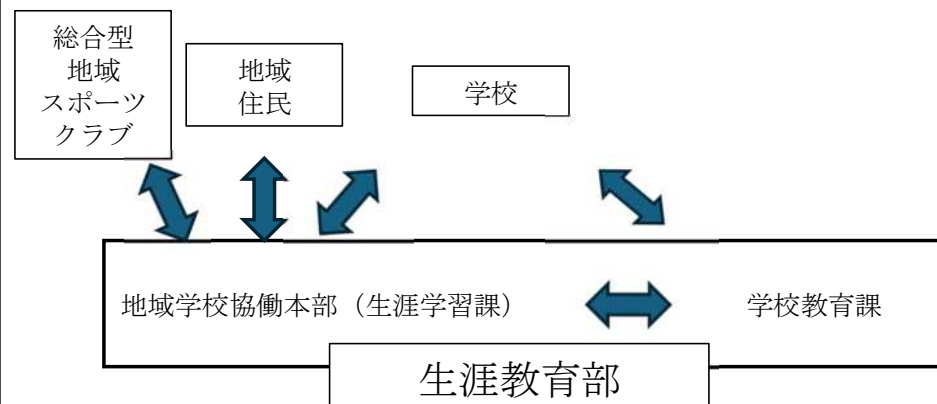 総合型
地域
スポーツ
クラブ
地域
住民
学校
地域学校協働本部（生涯学習課）
学校教育課
生涯教育部